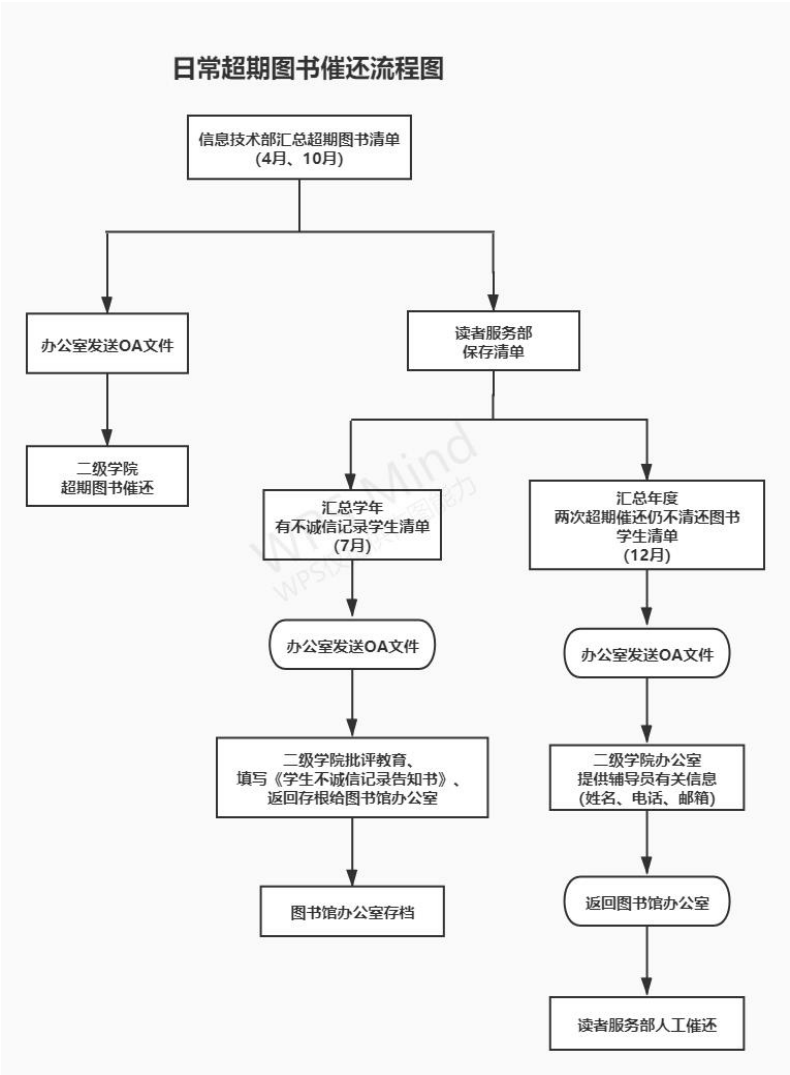 日常超期图书催还流程图
信息技术部汇总超期图书清单
(4月、10月)
办公室发送OA文件
读者服务部
保存清单
二级学院
超期图书催还
汇总学年
有不诚信记录学生清单
(7月)
汇总年度
两次超期催还仍不清还图书
学生清单
(12月)
办公室发送OA文件
办公室发送OA文件
二级学院批评教育、
填写《学生不诚信记录告知书》、
返回存根给图书馆办公室
二级学院办公室
提供辅导员有关信息
(姓名、电话、邮箱)
图书馆办公室存档
返回图书馆办公室
读者服务部人工催还
WPS Mind